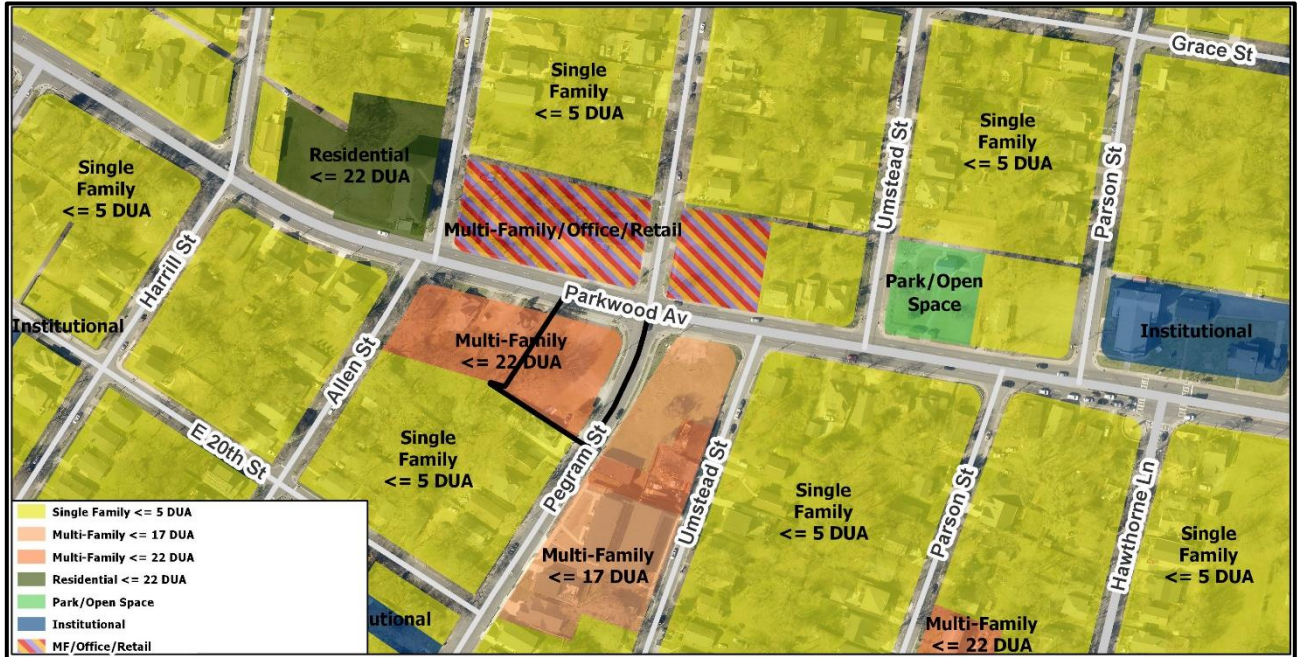 Grace St
Single
Family
<= 5 DUA
Single
Family
<= 5 DUA
Umstead St
Parson St
Residential
<= 22 DUA
Single
Family
<= 5 DUA
Multi-Family/Office/Retail
Harrill St
Park/Open
Space
Parkwood Av
Institutional
Institutional
Allen St
Multi-Family
<= 22 DUA
E 20th St
Single
Family
<= 5 DUA
Pegram St
Umstead St
Single
Family
<= 5 DUA
Parson St
Hawthorne Ln
Single
Family
<= 5 DUA
Multi-Family
<= 17 DUA
utional
Multi-Family
<= 22 DUA
Single Family <= 5 DUA
Multi-Family <= 17 DUA
Multi-Family <= 22 DUA
Residential <= 22 DUA
Park/Open Space
Institutional
MF/Office/Retail